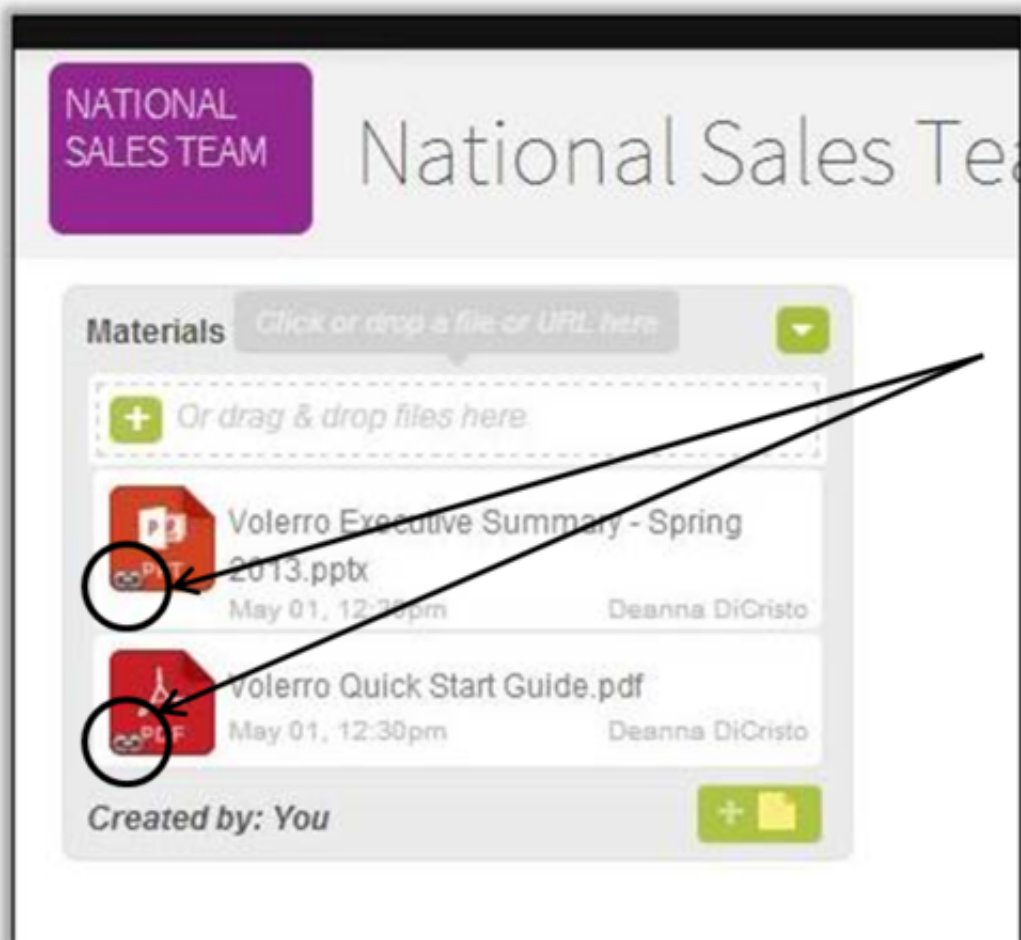 NATIONAL
SALES TEAM
National Sales Tea
Materials
Click or drop a file or URL here
Or drag & drop files here
Volerro Executive Summary - Spring
2013.pptx
PPT
May 01, 12:30pm Deanna DiCristo
Volerro Quick Start Guide.pdf
PDF
May 01, 12:30pm Deanna DiCristo
Created by: You